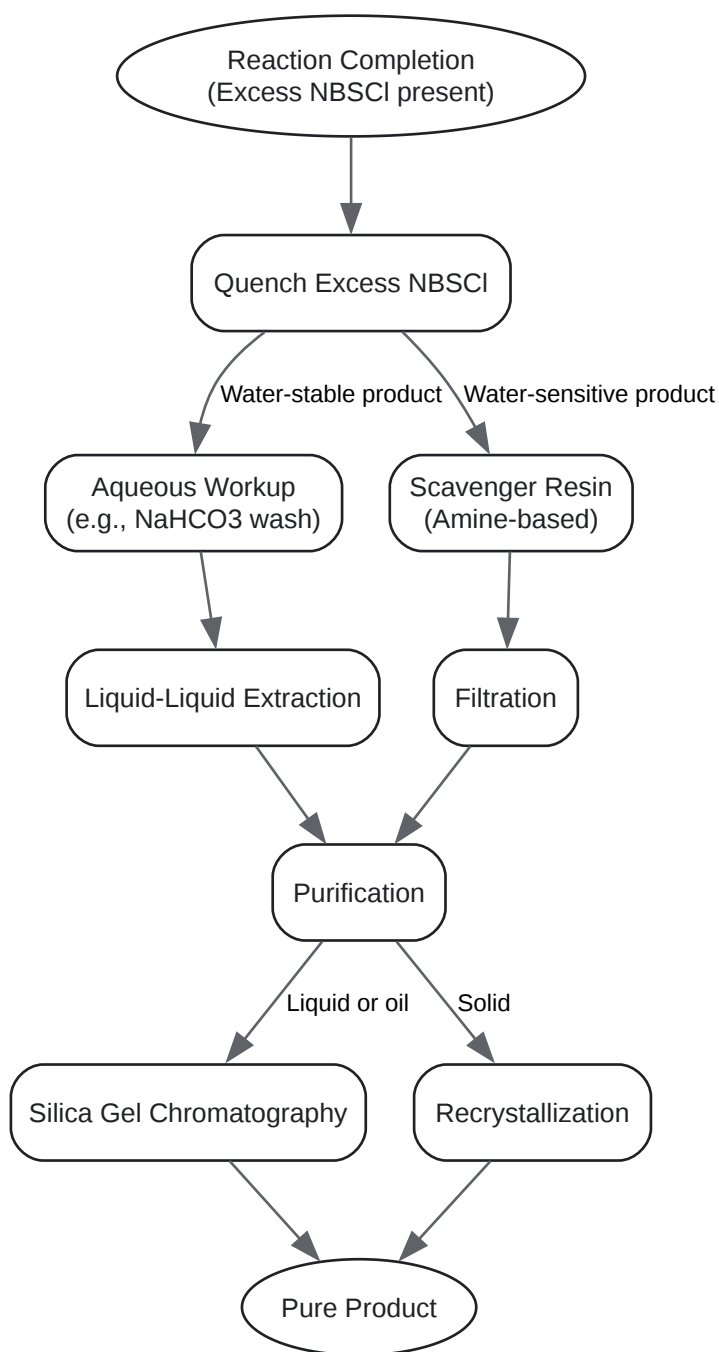 Reaction Completion
(Excess NBSCl present)
Quench Excess NBSCl
Water-stable product
Water-sensitive product
Aqueous Workup
(e.g., NaHCO3 wash)
Scavenger Resin
(Amine-based)
Liquid-Liquid Extraction
Filtration
Purification
Liquid or oil
Solid
Silica Gel Chromatography
Recrystallization
Pure Product